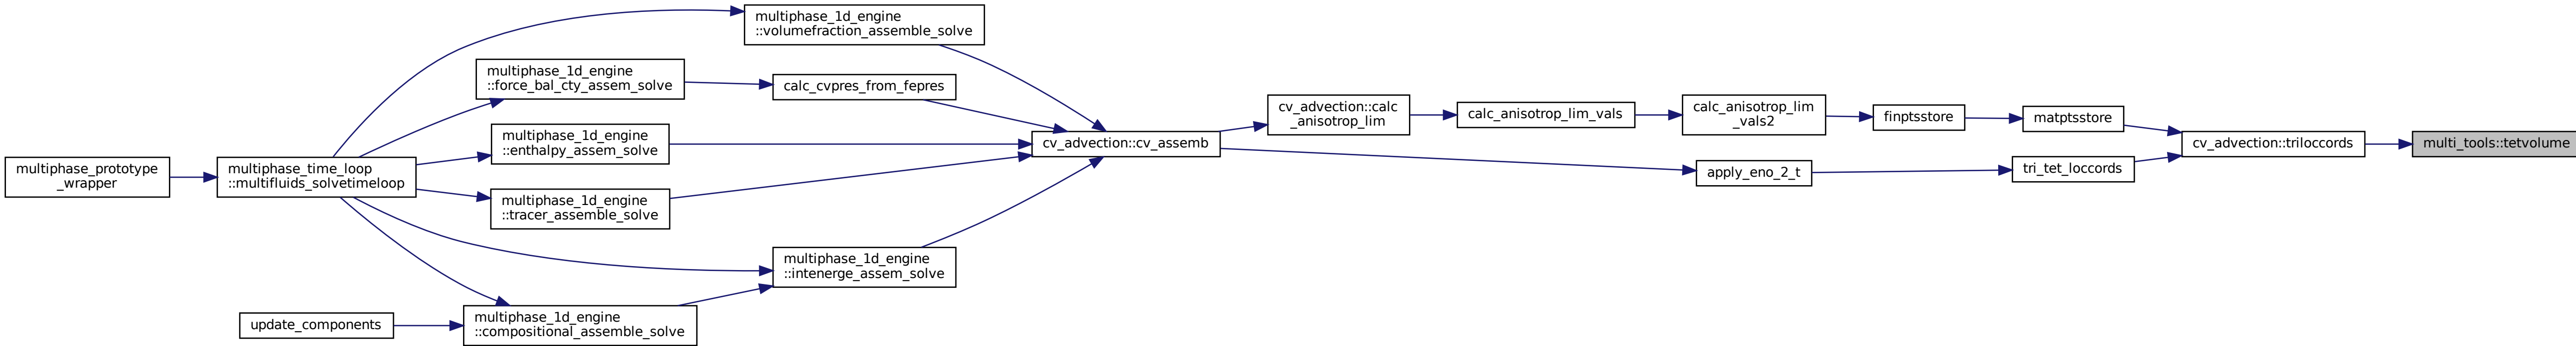 multiphase_prototype
_wrapper
multiphase_time_loop
::multifluids_solvetimeloop
update_components
multiphase_1d_engine
::volumefraction_assemble_solve
multiphase_1d_engine
::force_bal_cty_assem_solve
calc_cvpres_from_fepres
multiphase_1d_engine
::enthalpy_assem_solve
multiphase_1d_engine
::tracer_assemble_solve
multiphase_1d_engine
::intenerge_assem_solve
multiphase_1d_engine
::compositional_assemble_solve
cv_advection::cv_assemb
cv_advection::calc
_anisotrop_lim
calc_anisotrop_lim_vals
calc_anisotrop_lim
_vals2
finptsstore
matptsstore
apply_eno_2_t
tri_tet_loccords
cv_advection::triloccords
multi_tools::tetvolume